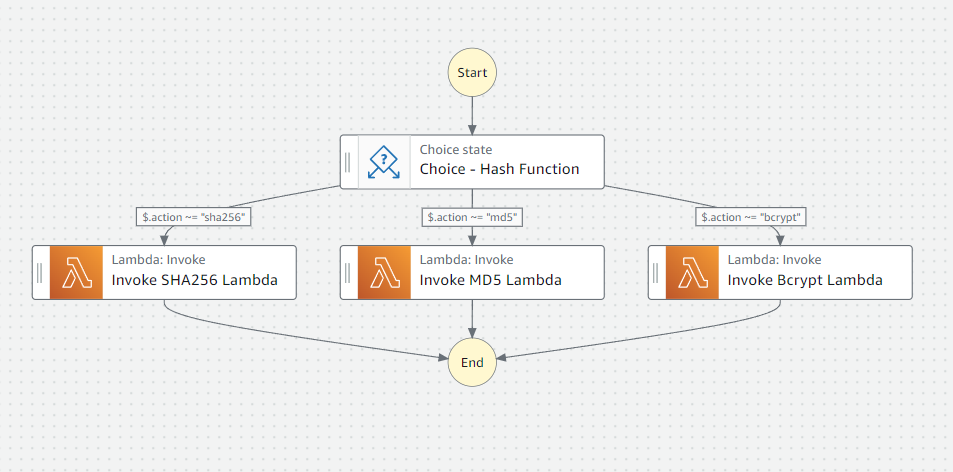 Start
Choice state
Choice - Hash Function
?
$.action ~= "sha256"
$.action ~= "md5"
$.action ~= "bcrypt"
Lambda: Invoke
Invoke SHA256 Lambda
Lambda: Invoke
Invoke MD5 Lambda
Lambda: Invoke
Invoke Bcrypt Lambda
End